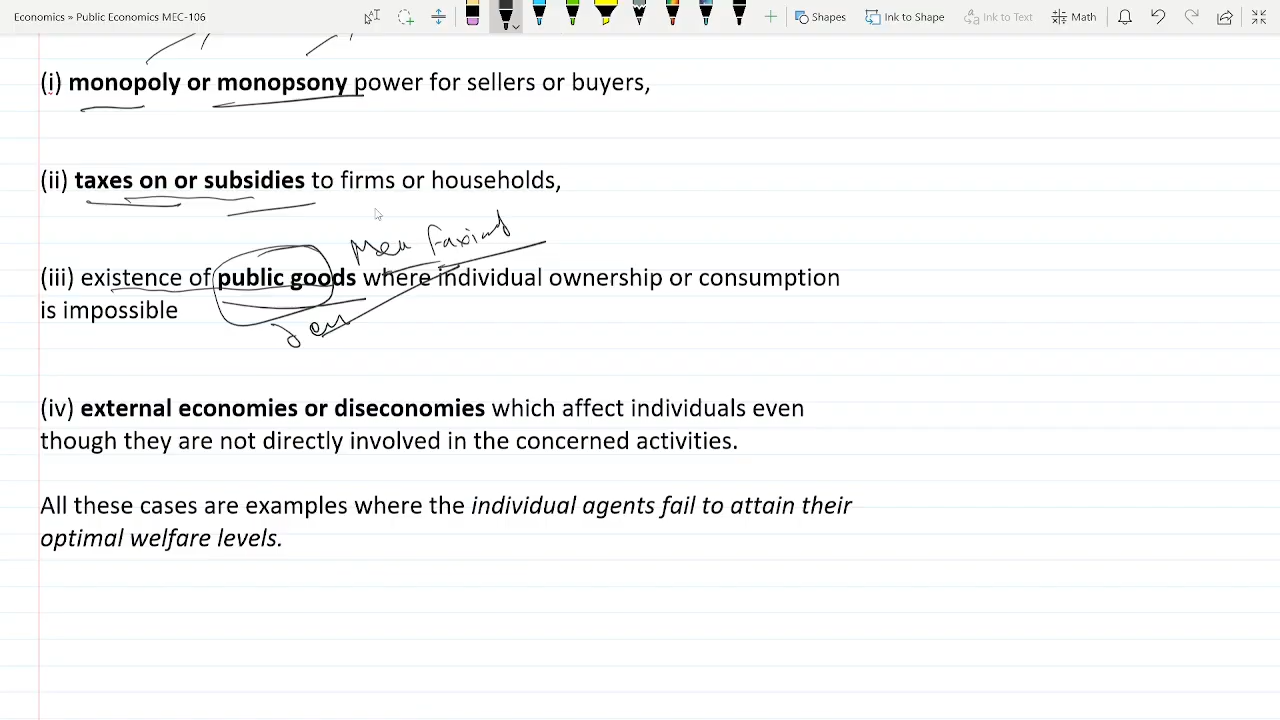 Economics » Public Economics MEC-106
Shapes Ink to Shape Ink to Text Math
(i) monopoly or monopsony power for sellers or buyers,
(ii) taxes on or subsidies to firms or households,
(iii) existence of public goods where individual ownership or consumption
is impossible
(iv) external economies or diseconomies which affect individuals even
though they are not directly involved in the concerned activities.
All these cases are examples where the individual agents fail to attain their
optimal welfare levels.